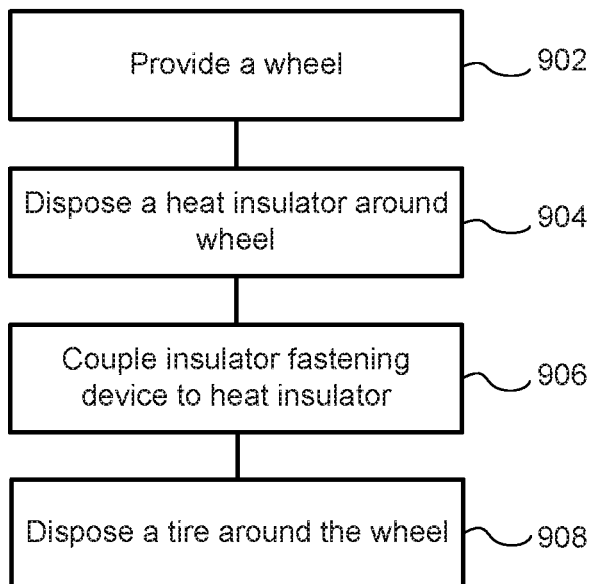 Provide a wheel
902
Dispose a heat insulator around
wheel
904
Couple insulator fastening
device to heat insulator
906
Dispose a tire around the wheel
908